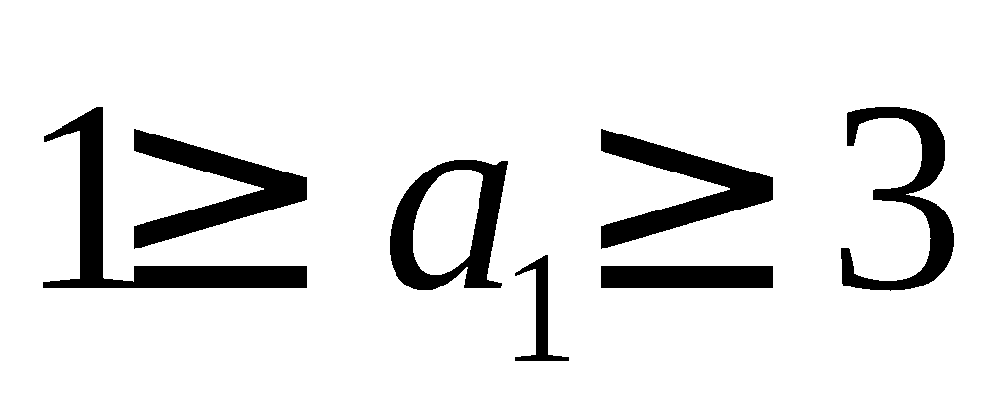 1≥ a₁ ≥ 3